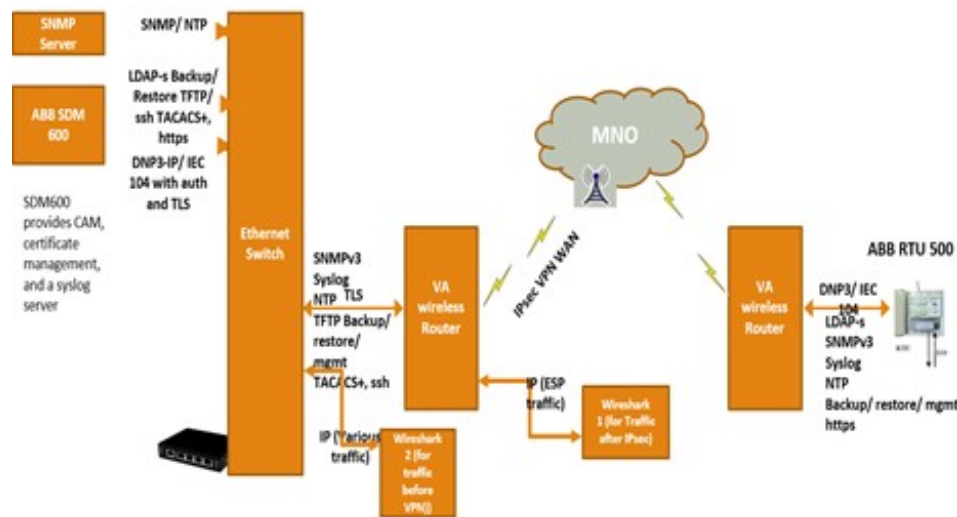 SNMP
Server
SNMP/ NTP
LDAP-s Backup/
Restore TFTP/
ssh TACACS+,
https
ABB SDM
600
DNP3-IP/ IEC
104 with auth
and TLS
SDM600
provides CAM,
certificate
management,
and a syslog
server
Ethernet
Switch
SNMPv3
Syslog
NTP TLS
TFTP Backup/
restore/
mgmt
TACACS+, ssh
VA
wireless
Router
IPsec VPN WAN
MNO
VA
wireless
Router
ABB RTU 500
DNP3/ IEC
104
LDAP-s
SNMPv3
Syslog
NTP
Backup/ restore/ mgmt
https
IP (ESP
traffic)
Wireshark
1 (for Traffic
after IPsec)
IP (Various
traffic)
Wireshark
2 (for
traffic
before
VPN))